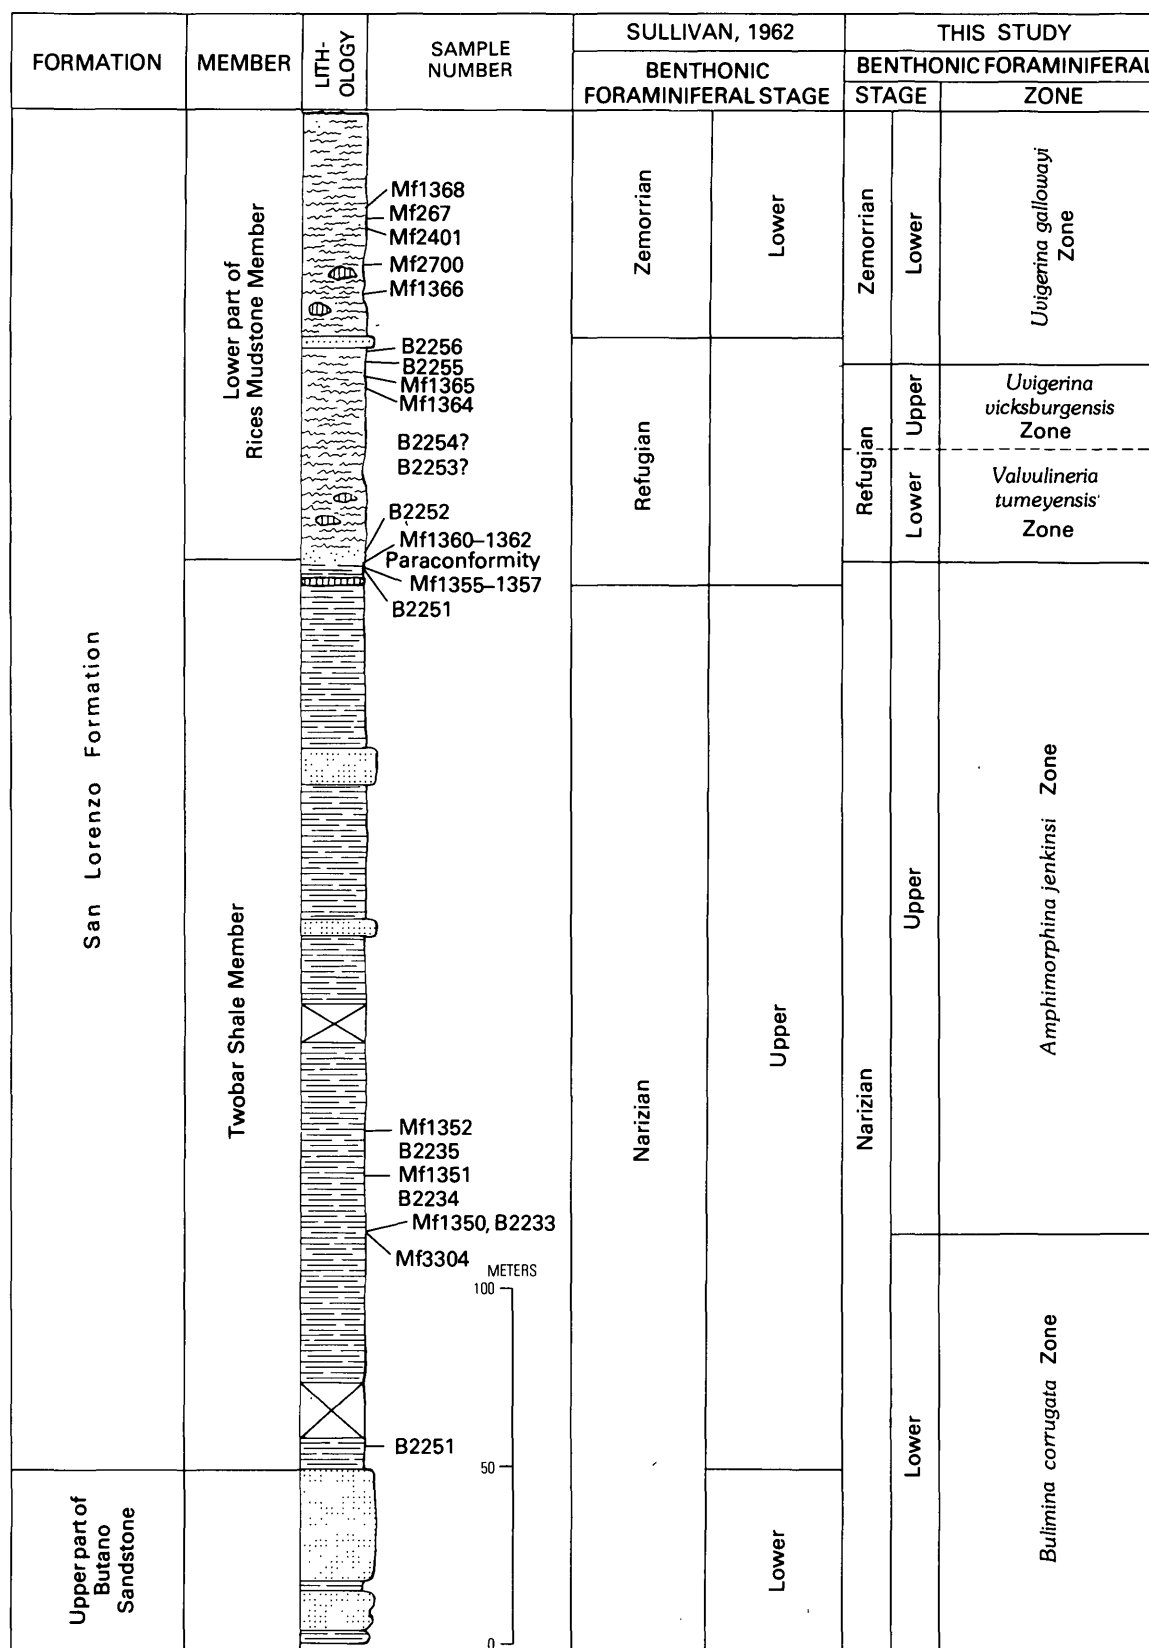 FORMATION
MEMBER
LITH-
OLOGY
SAMPLE
NUMBER
SULLIVAN, 1962
BENTHONIC
FORAMINIFERAL STAGE
THIS STUDY
BENTHONIC FORAMINIFERAL
STAGE
ZONE
San Lorenzo Formation
Upper part of
Butano
Sandstone
Lower part of
Rices Mudstone Member
Twobar Shale Member
Mf1368
Mf267
Mf2401
Mf2700
Mf1366
B2256
B2255
Mf1365
Mf1364
B2254?
B2253?
B2252
Mf1360–1362
Paraconformity
Mf1355–1357
B2251
Mf1352
B2235
Mf1351
B2234
Mf1350, B2233
Mf3304
B2251
METERS
100
50
0
Zemorrian
Lower
Refugian
Narizian
Upper
Lower
Zemorrian
Lower
Uvigerina gallowayi
Zone
Refugian
Upper
Uvigerina
vicksburgensis
Zone
Lower
Valvulineria
tumeyensis
Zone
Narizian
Upper
Amphimorphina jenkinsi Zone
Lower
Bulimina corrugata Zone